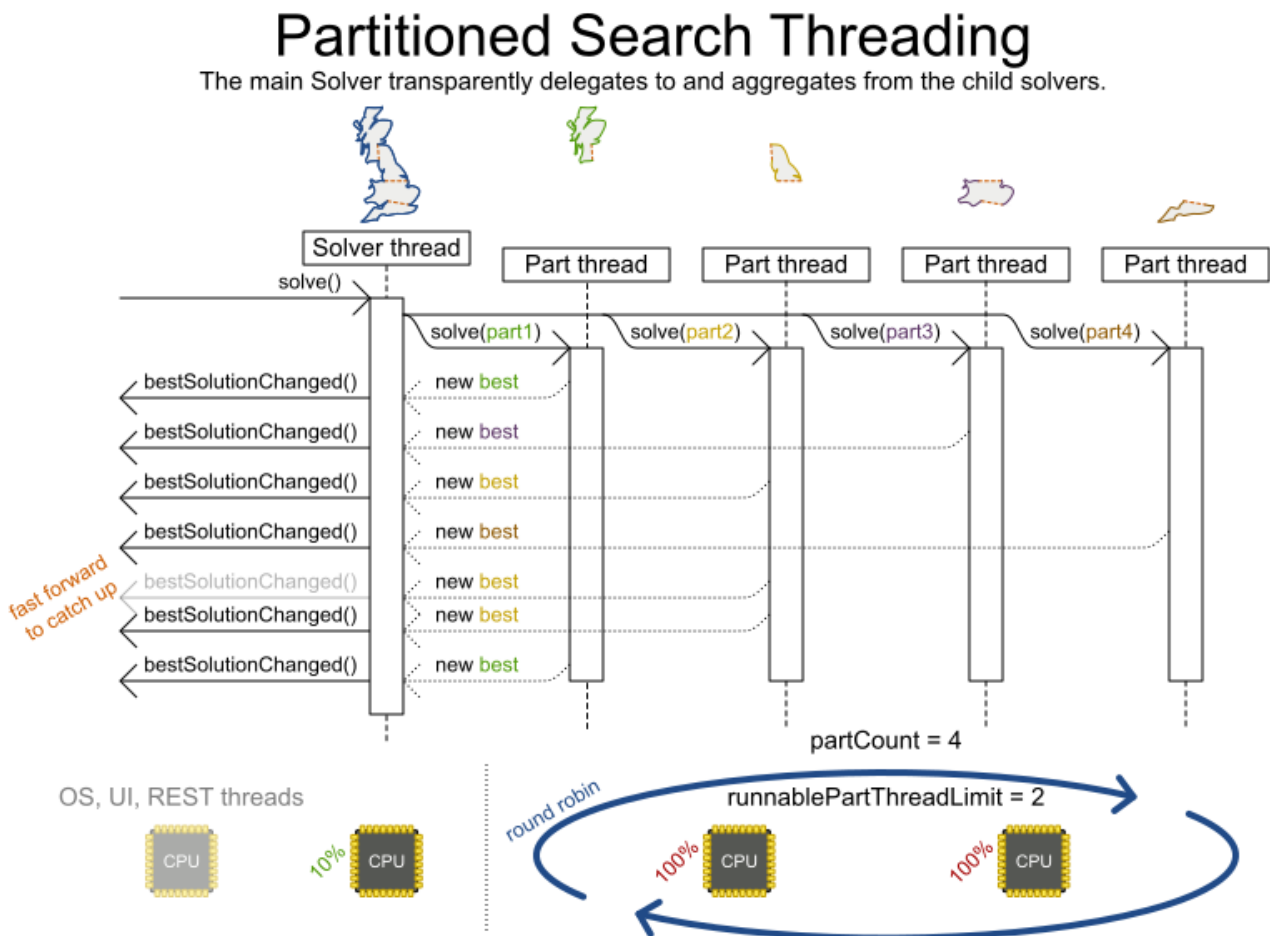 Partitioned Search Threading
The main Solver transparently delegates to and aggregates from the child solvers.
Solver thread
Part thread
Part thread
Part thread
Part thread
solve()
solve(part1)
solve(part2)
solve(part3)
solve(part4)
bestSolutionChanged()
new best
bestSolutionChanged()
new best
bestSolutionChanged()
new best
bestSolutionChanged()
new best
fast forward
to catch up
bestSolutionChanged()
new best
bestSolutionChanged()
new best
bestSolutionChanged()
new best
partCount = 4
OS, UI, REST threads
round robin
runnablePartThreadLimit = 2
CPU
10%
CPU
100%
CPU
100%
CPU